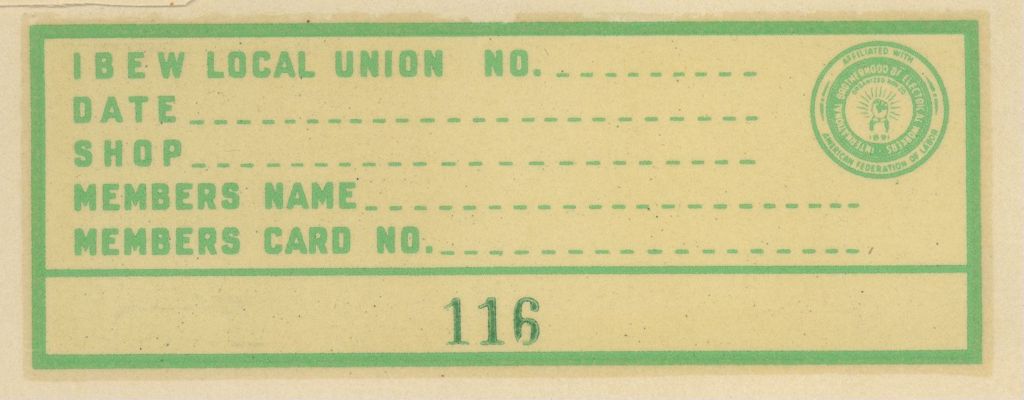 I B E W LOCAL UNION NO.
DATE
SHOP
MEMBERS NAME
MEMBERS CARD NO.
AFFILIATED WITH
AMERICAN FEDERATION OF LABOR
INTERNATIONAL BROTHERHOOD OF ELECTRICAL WORKERS
1891
116